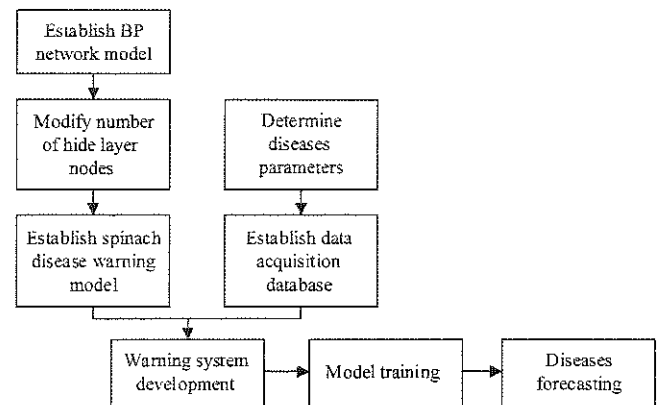 Establish BP
network model
Modify number
of hide layer
nodes
Determine
diseases
parameters
Establish spinach
disease warning
model
Establish data
acquisition
database
Warning system
development
Model training
Diseases
forecasting